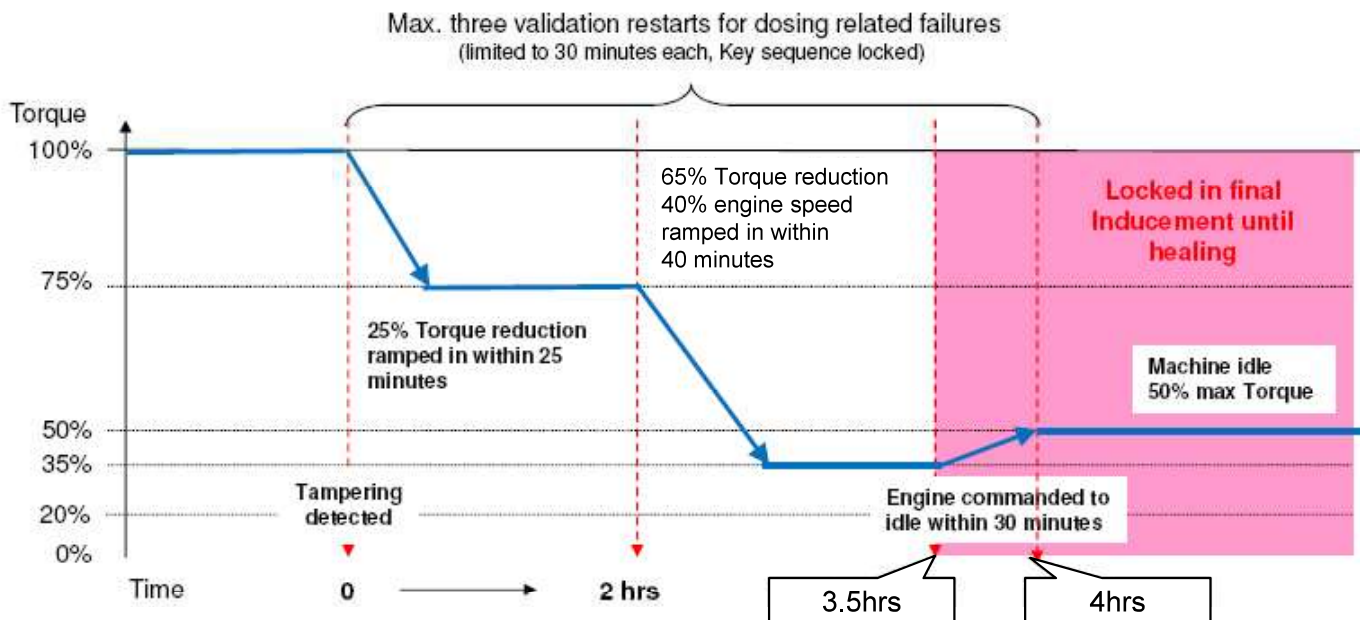 Max. three validation restarts for dosing related failures
(limited to 30 minutes each, Key sequence locked)
Torque
100%
65% Torque reduction
40% engine speed
ramped in within
40 minutes
Locked in final
Inducement until
healing
75%
25% Torque reduction
ramped in within 25
minutes
Machine idle
50% max Torque
50%
35%
Tampering
detected
Engine commanded to
idle within 30 minutes
20%
0%
Time
0
2 hrs
3.5hrs
4hrs